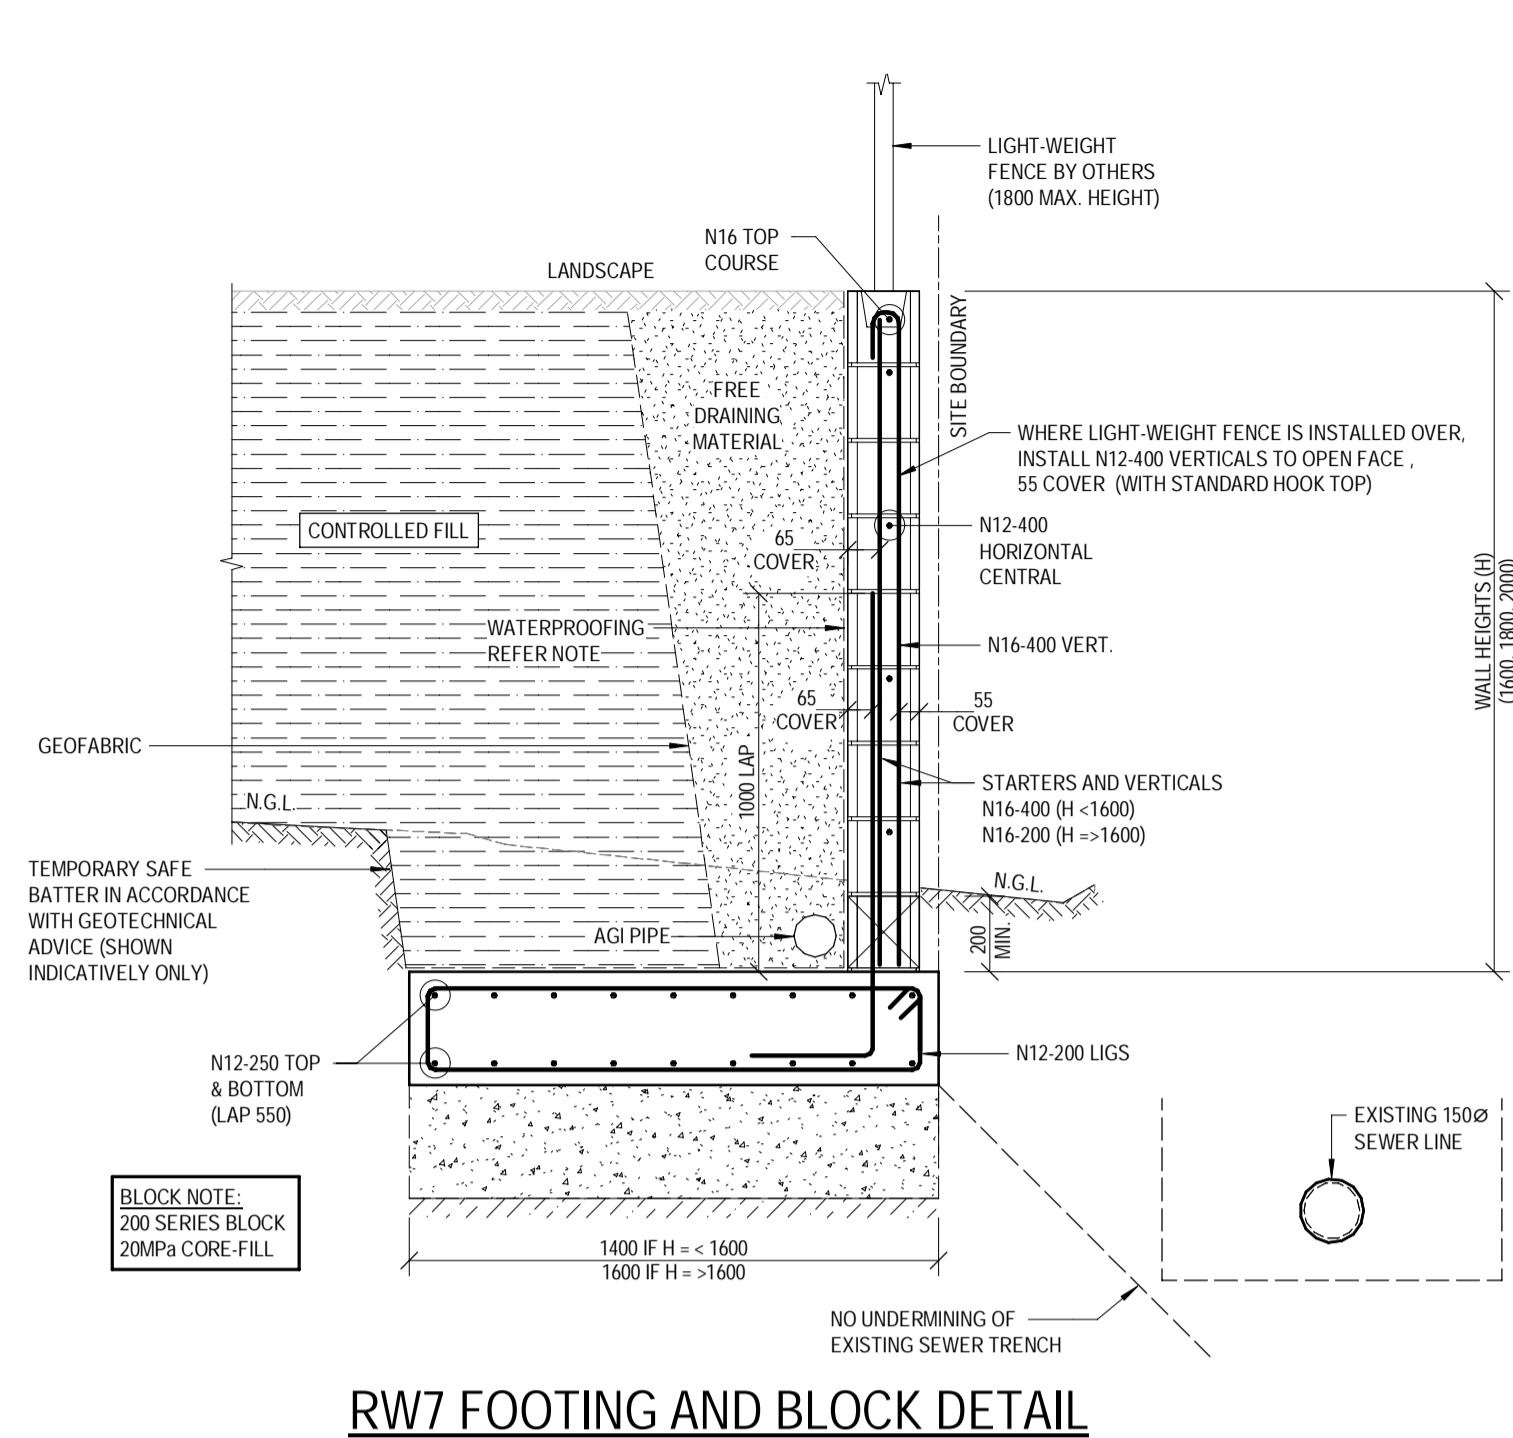 LIGHT-WEIGHT
FENCE BY OTHERS
(1800 MAX. HEIGHT)
N16 TOP
COURSE
LANDSCAPE
SITE BOUNDARY
FREE
DRAINING
MATERIAL
WHERE LIGHT-WEIGHT FENCE IS INSTALLED OVER,
INSTALL N12-400 VERTICALS TO OPEN FACE ,
55 COVER (WITH STANDARD HOOK TOP)
CONTROLLED FILL
65
COVER
N12-400
HORIZONTAL
CENTRAL
WALL HEIGHTS (H)
(1600, 1800, 2000)
WATERPROOFING
REFER NOTE
N16-400 VERT.
65
COVER
55
COVER
GEOFABRIC
1000 LAP
STARTERS AND VERTICALS
N16-400 (H <1600)
N16-200 (H =>1600)
N.G.L.
TEMPORARY SAFE
BATTER IN ACCORDANCE
WITH GEOTECHNICAL
ADVICE (SHOWN
INDICATIVELY ONLY)
N.G.L.
200
MIN.
AGI PIPE
N12-250 TOP
& BOTTOM
(LAP 550)
N12-200 LIGS
EXISTING 150Ø
SEWER LINE
BLOCK NOTE:
200 SERIES BLOCK
20MPa CORE-FILL
1400 IF H = < 1600
1600 IF H = >1600
NO UNDERMINING OF
EXISTING SEWER TRENCH
RW7 FOOTING AND BLOCK DETAIL